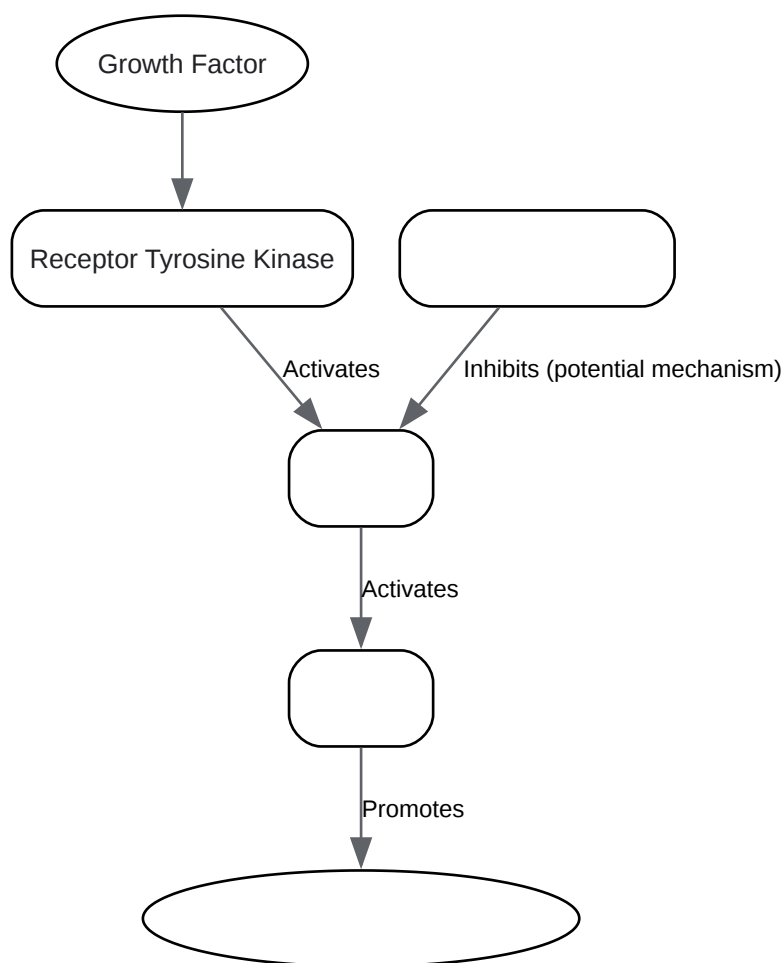 Growth Factor
Receptor Tyrosine Kinase
Activates
Inhibits (potential mechanism)
Activates
Promotes